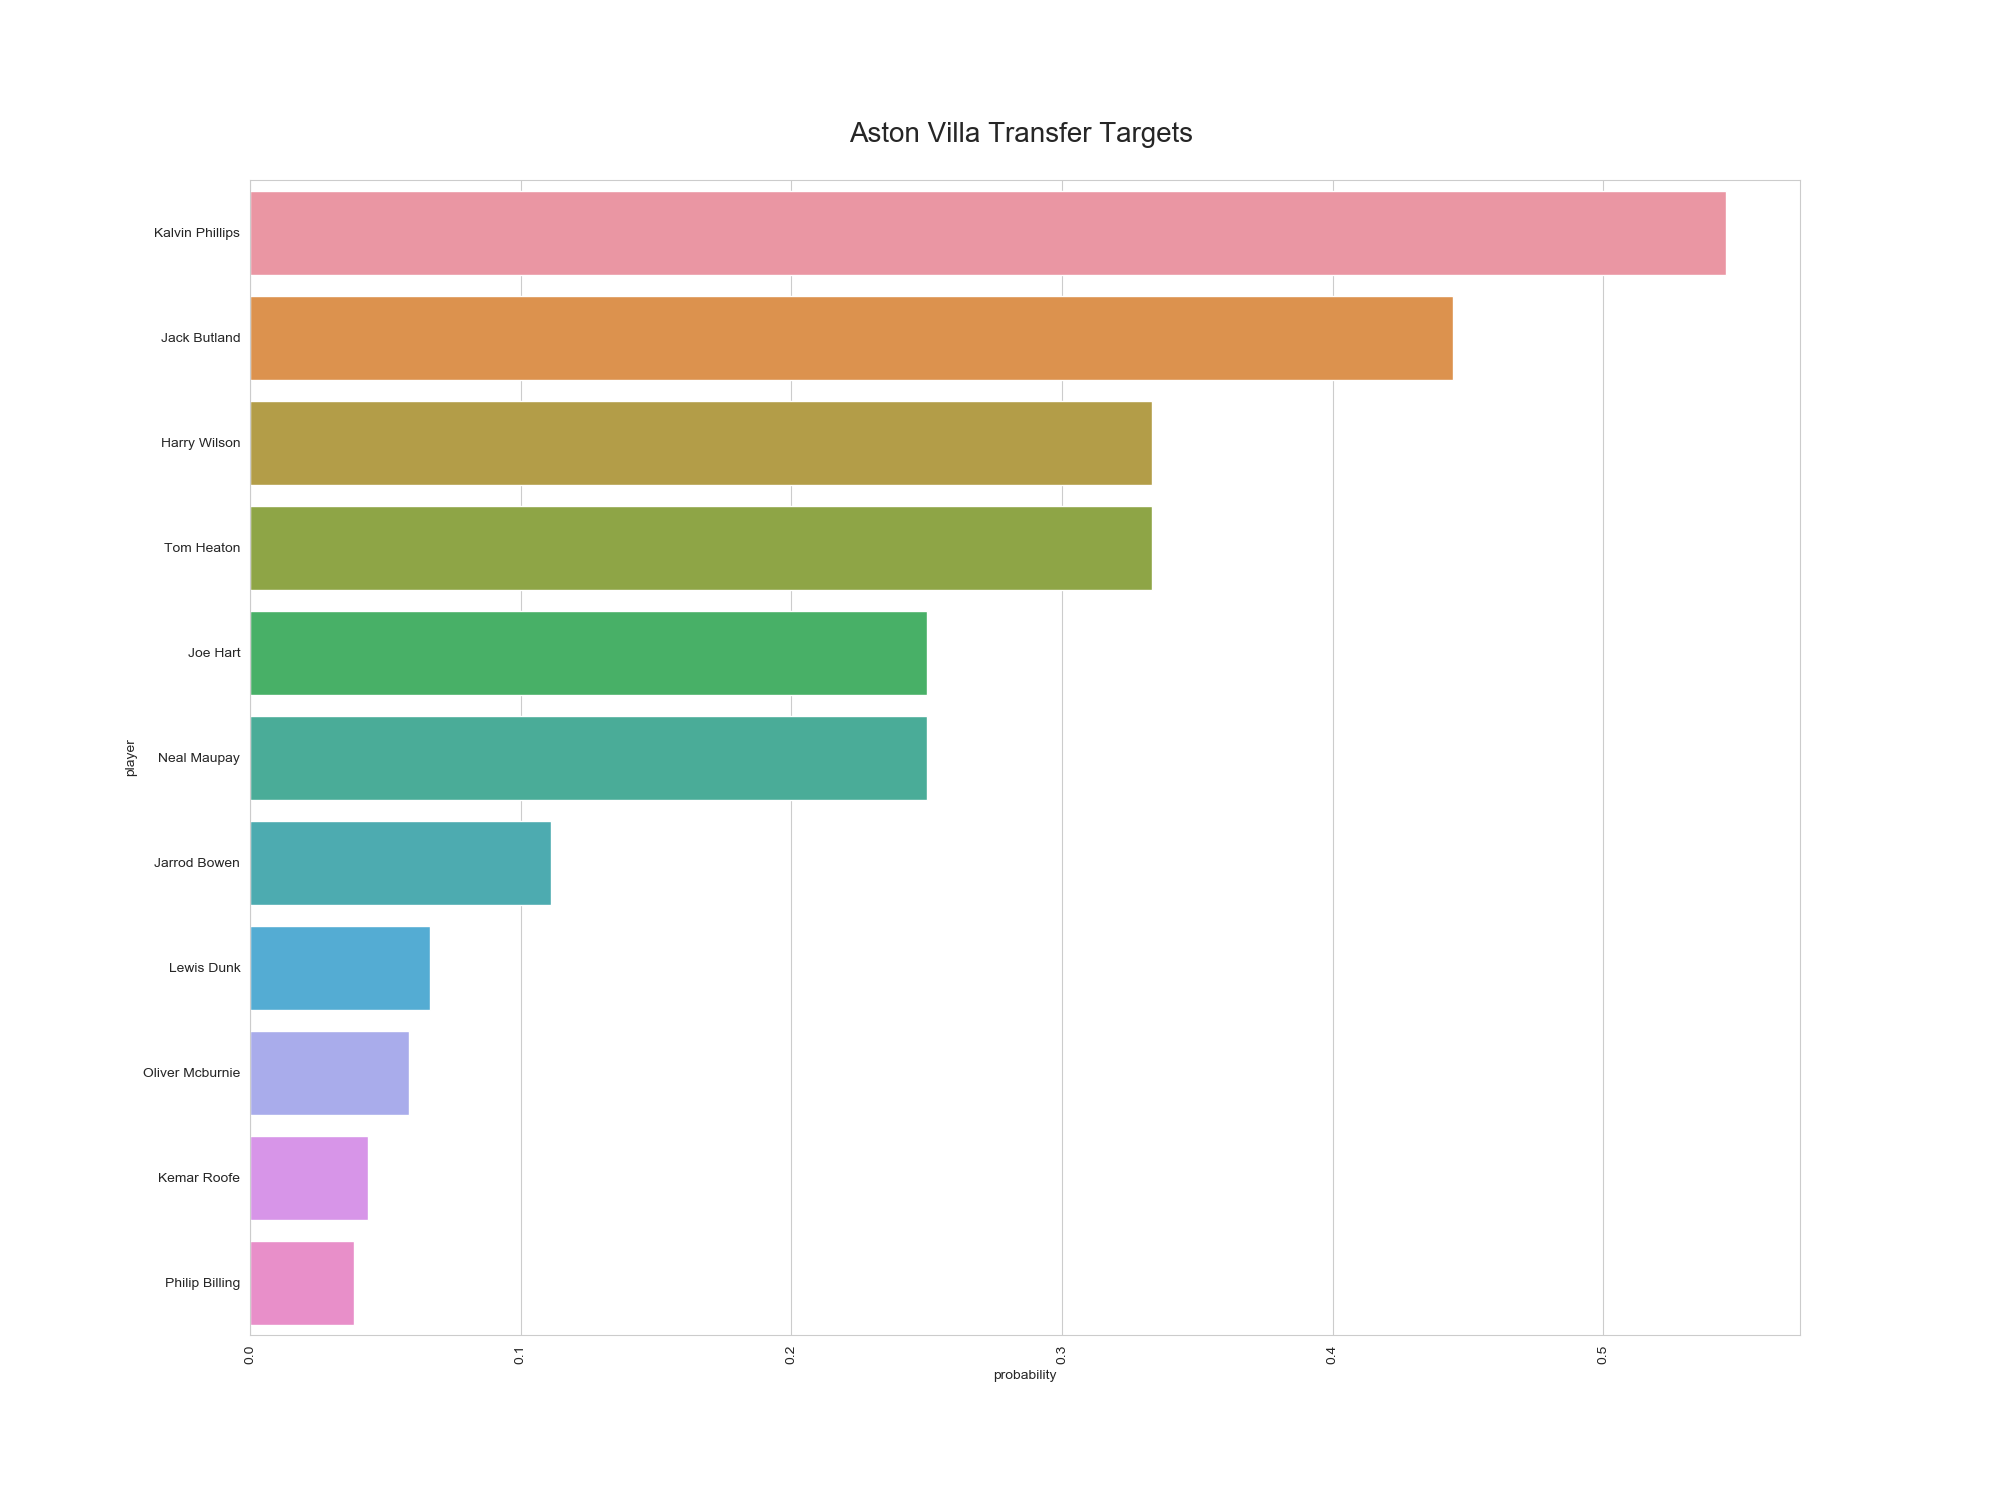 Aston Villa Transfer Targets
Kalvin Phillips
Jack Butland
Harry Wilson
Tom Heaton
Joe Hart
Neal Maupay
Jarrod Bowen
Lewis Dunk
Oliver Mcburnie
Kemar Roofe
Philip Billing
player
0.0
0.1
0.2
0.3
0.4
0.5
probability